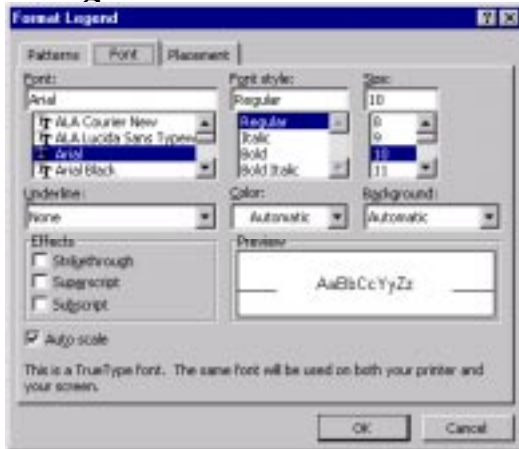 Format Legend
Patterns Font Placement
Font: Font style: Size:
Arial Regular 10
ALA Courier New Regular 8
ALA Lucida Sans Typew Italic 9
Arial Bold 10
Arial Black Bold Italic 11
Underline: Color: Background:
None Automatic Automatic
Effects Preview
Strikethrough
Superscript AaBbCcYyZz
Subscript
Auto scale
This is a TrueType font. The same font will be used on both your printer and
your screen.
OK Cancel